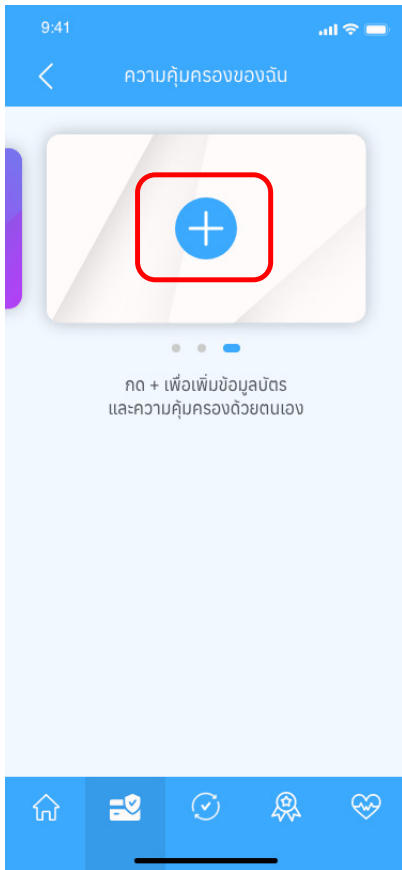 9:41
ความคุ้มครองของฉัน
กด + เพื่อเพิ่มข้อมูลบัตร
และความคุ้มครองด้วยตนเอง